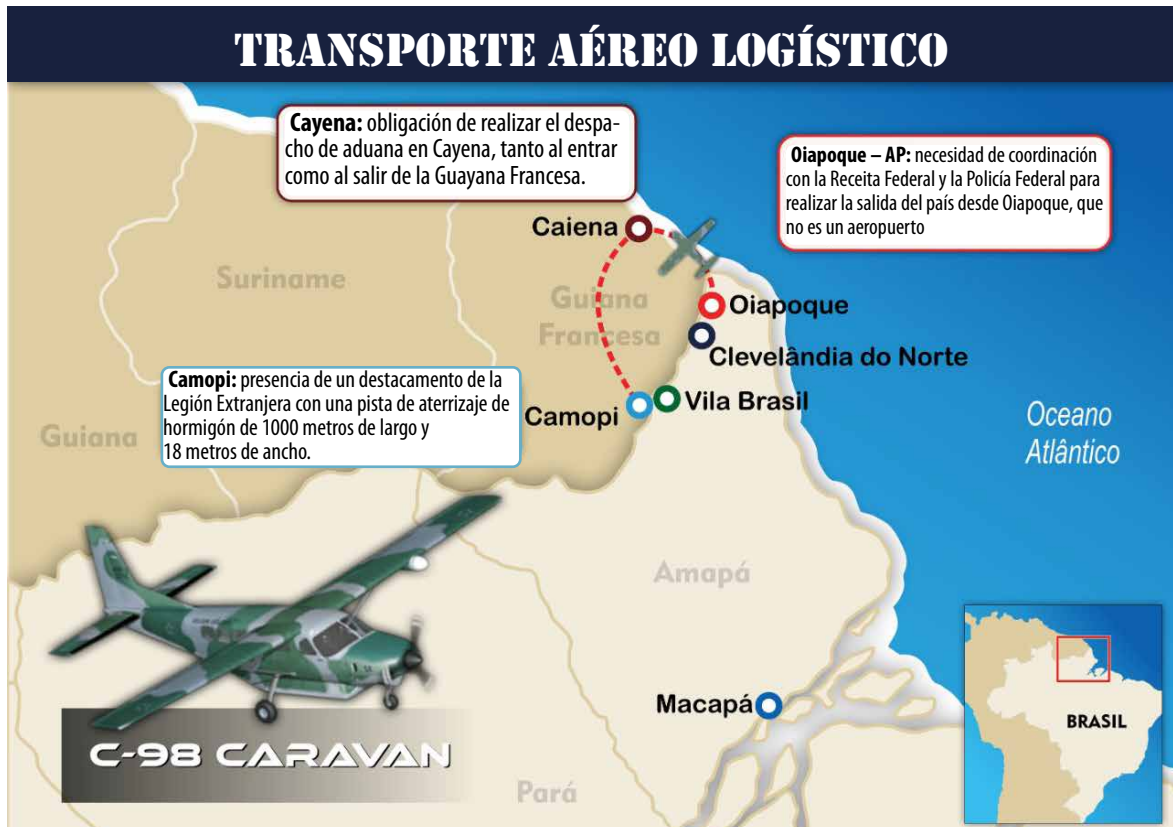 TRANSPORTE AÉREO LOGÍSTICO
Cayena: obligación de realizar el despa-
cho de aduana en Cayena, tanto al entrar
como al salir de la Guayana Francesa.
Oiapoque – AP: necesidad de coordinación
con la Receita Federal y la Policía Federal para
realizar la salida del país desde Oiapoque, que
no es un aeropuerto
Caiena
Suriname
Guiana
Francesa
Oiapoque
Clevelândia do Norte
Camopi: presencia de un destacamento de la
Legión Extranjera con una pista de aterrizaje de
hormigón de 1000 metros de largo y
18 metros de ancho.
Camopi
Vila Brasil
Guiana
Oceano
Atlântico
Amapá
Macapá
BRASIL
C-98 CARAVAN
Pará